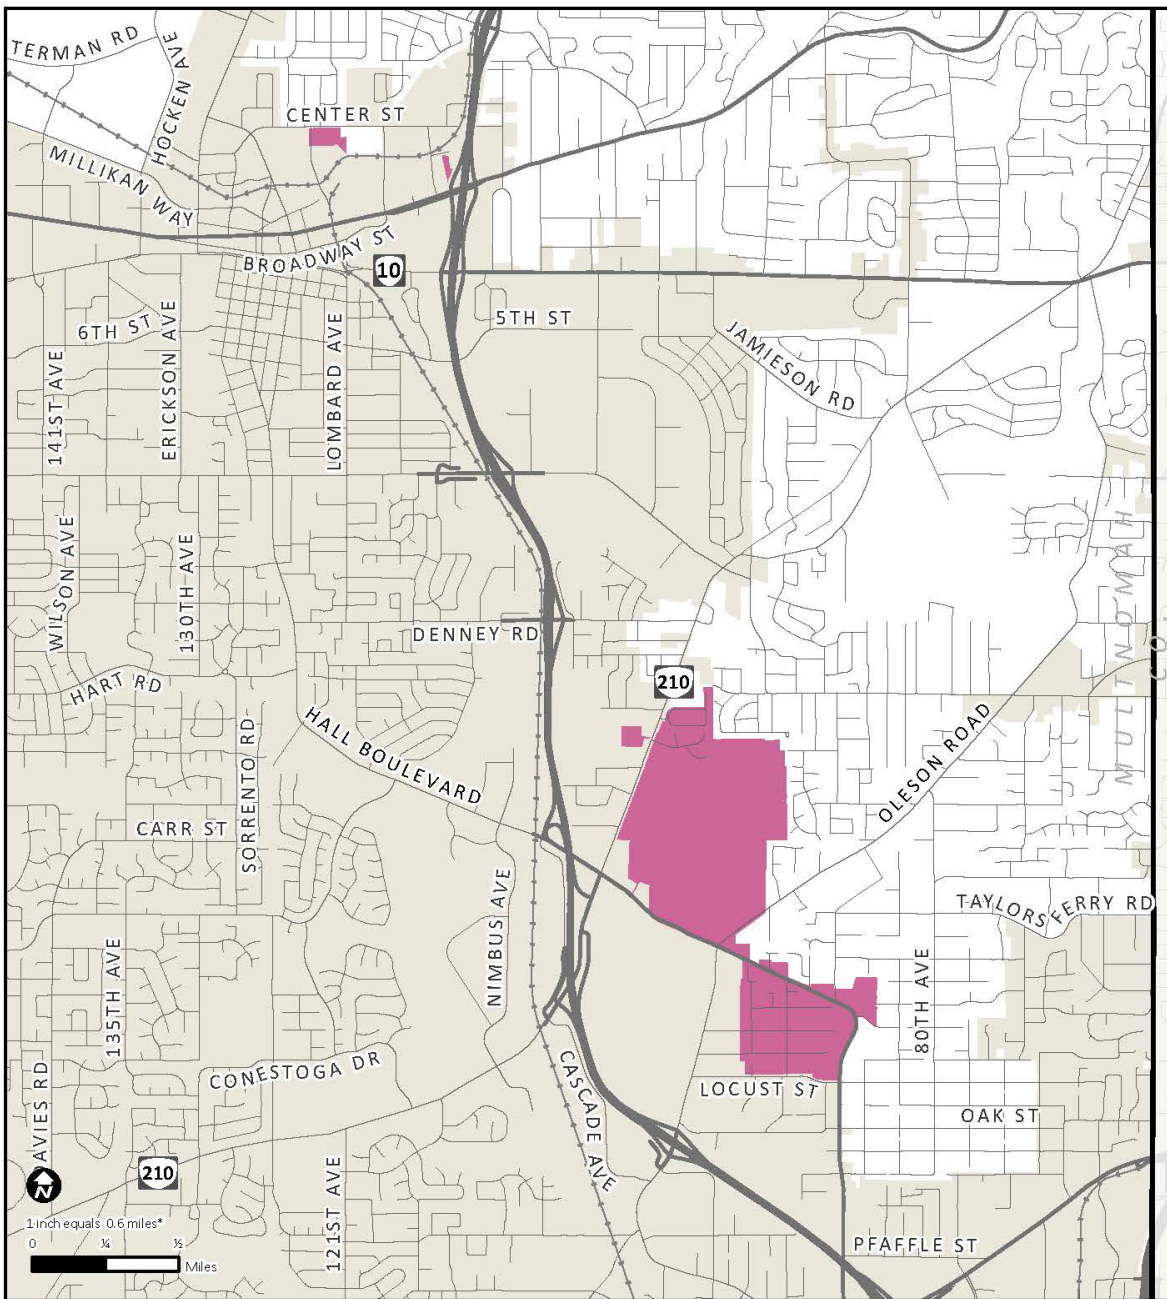 TERMAN RD
HOCKEN AVE
CENTER ST
MILLIKAN WAY
BROADWAY ST
10
6TH ST
5TH ST
ERICKSON AVE
LOMBARD AVE
141ST AVE
JAMIESON RD
WILSON AVE
130TH AVE
MULTNOMAH CO.
DENNEY RD
HART RD
210
HALL BOULEVARD
SORRENTO RD
OLESON ROAD
CARR ST
NIMBUS AVE
TAYLORS FERRY RD
135TH AVE
80TH AVE
CONESTOGA DR
CASCADE AVE
LOCUST ST
OAK ST
DAVIES RD
210
121ST AVE
N
PFAFFLE ST
1 inch equals 0.6 miles*
0 ¼ ½
Miles